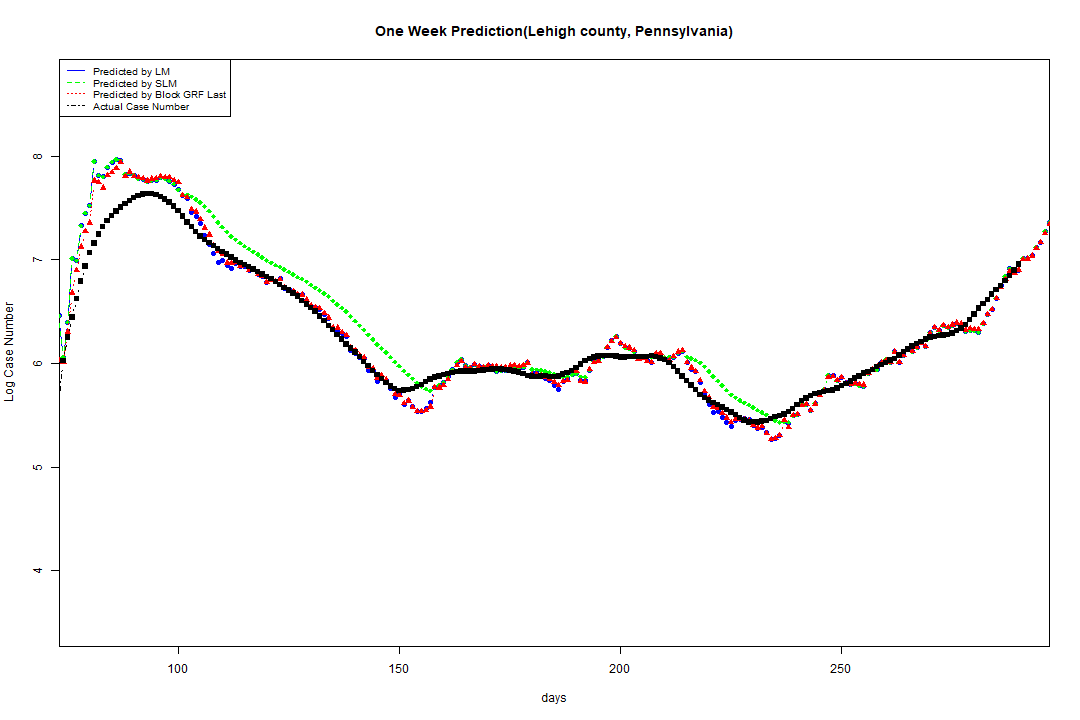 One Week Prediction(Lehigh county, Pennsylvania)
Predicted by LM
Predicted by SLM
Predicted by Block GRF Last
Actual Case Number
Log Case Number
8
7
6
5
4
100 150 200 250
days